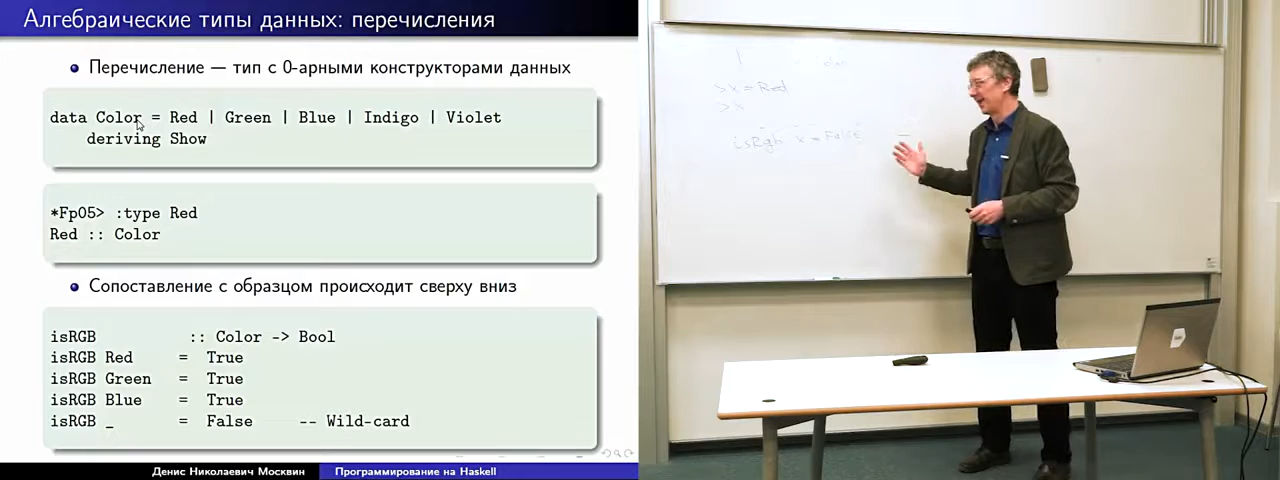 Алгебраические типы данных: перечисления
Перечисление — тип с 0-арными конструкторами данных
data Color = Red | Green | Blue | Indigo | Violet
deriving Show
*Fp05> :type Red
Red :: Color
Сопоставление с образцом происходит сверху вниз
isRGB :: Color -> Bool
isRGB Red = True
isRGB Green = True
isRGB Blue = True
isRGB _ = False -- Wild-card
Денис Николаевич Москвин Программирование на Haskell
>x = Red
>x
x = False